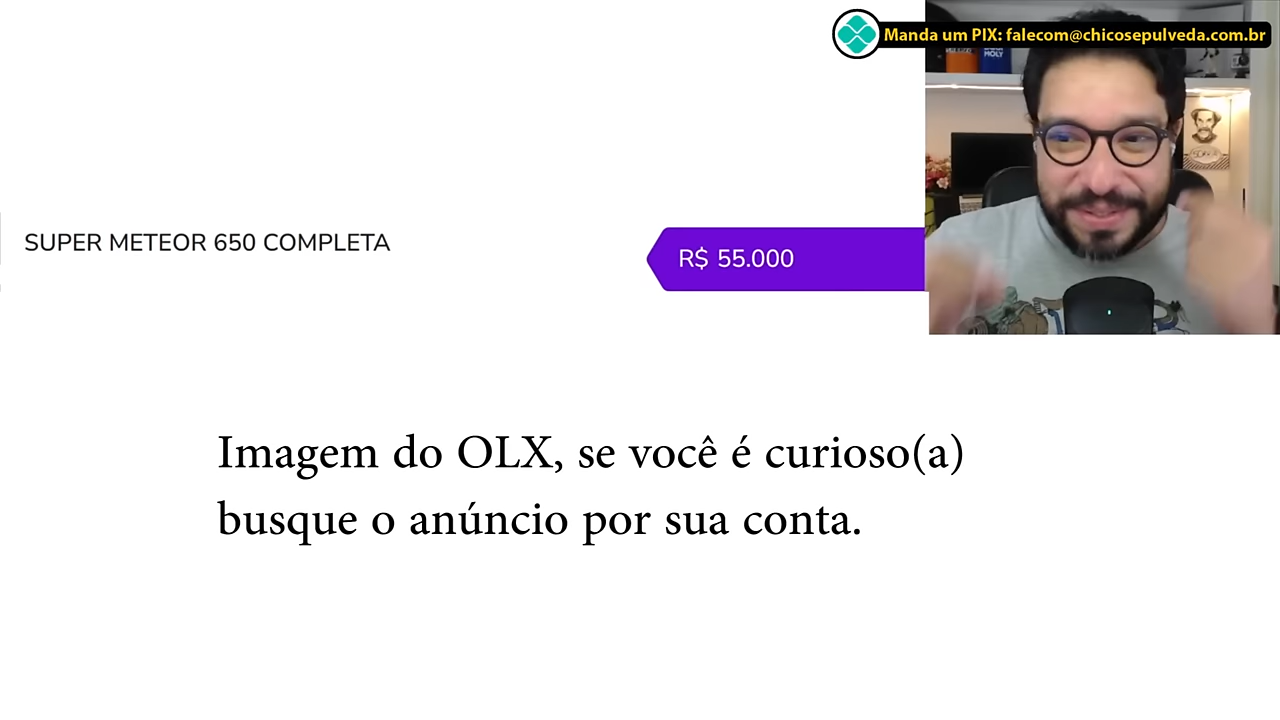 Manda um PIX: falecom@chicosepulveda.com.br
MOLY
SUPER METEOR 650 COMPLETA
R$ 55.000
Imagem do OLX, se você é curioso(a)
busque o anúncio por sua conta.